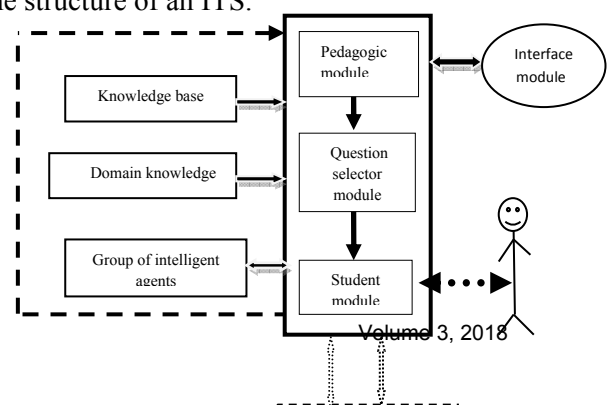 e structure of an ITS.
Pedagogic
module
Interface
module
Knowledge base
Question
selector
module
Domain knowledge
Group of intelligent
agents
Student
module
Volume 3, 2018